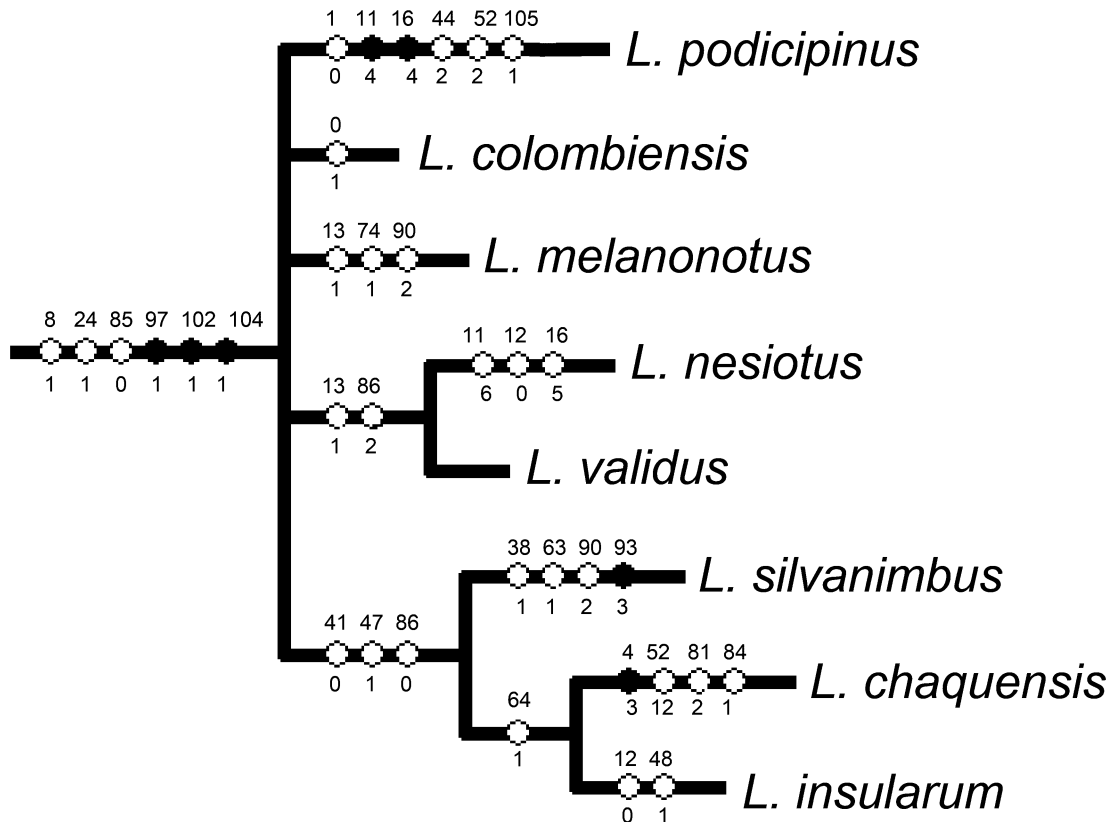 1 11 16 44 52 105
L. podicipinus
0 4 4 2 2 1
0
L. colombiensis
1
13 74 90
L. melanonotus
1 1 2
8 24 85 97 102 104
1 1 0 1 1 1
11 12 16
L. nesiotus
6 0 5
13 86
1 2
L. validus
38 63 90 93
L. silvanimbus
1 1 2 3
41 47 86
0 1 0
4 52 81 84
L. chaquensis
3 12 2 1
64
1
12 48
L. insularum
0 1